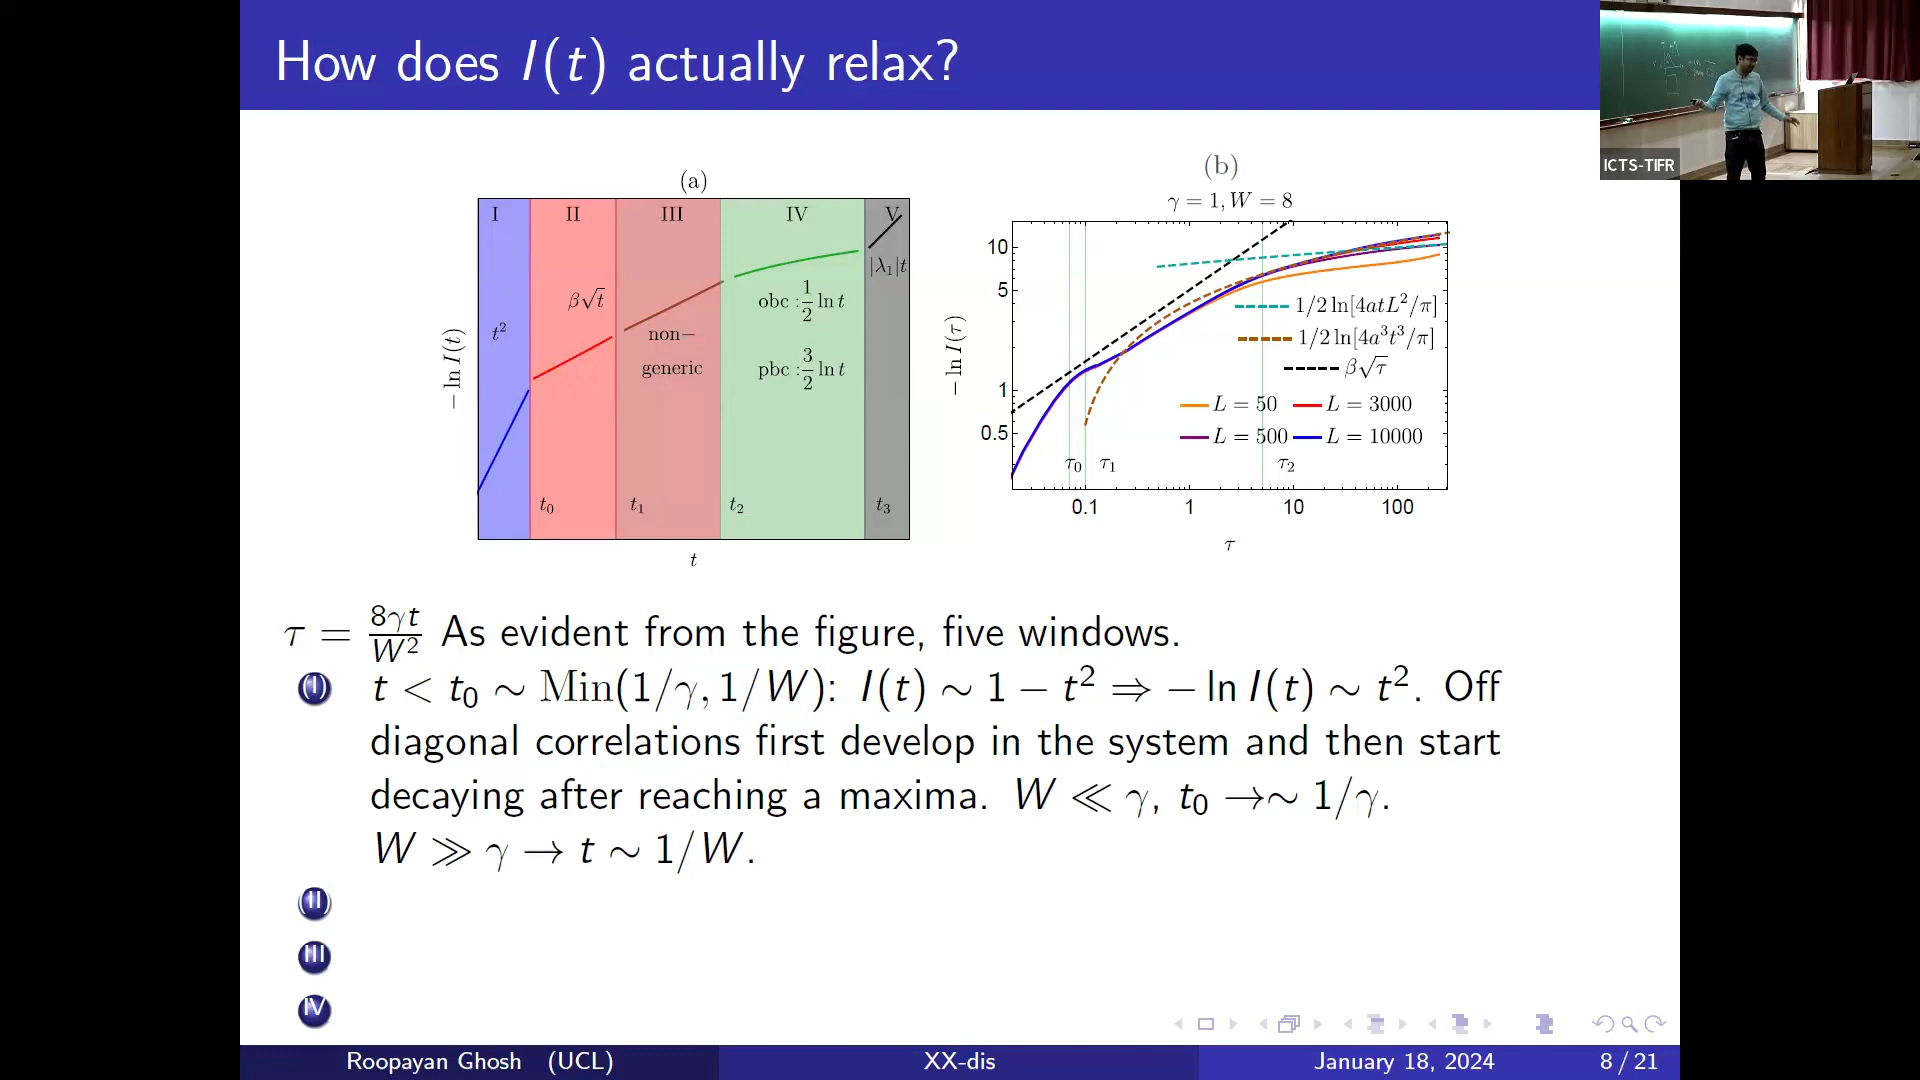 How does I(t) actually relax?
ICTS-TIFR
(a)
I II III IV V
t²
β√t
non−
generic
obc : 1/2 ln t
pbc : 3/2 ln t
|λ₁|t
t₀ t₁ t₂ t₃
− ln I(t)
t
(b)
γ = 1, W = 8
10
5
1
0.5
− ln I(τ)
1/2 ln[4atL²/π]
1/2 ln[4a³t³/π]
β√τ
L = 50 L = 3000
L = 500 L = 10000
τ₀ τ₁ τ₂
0.1 1 10 100
τ
τ = 8γt/W² As evident from the figure, five windows.
(I) t < t₀ ∼ Min(1/γ, 1/W): I(t) ∼ 1 − t² ⇒ − ln I(t) ∼ t². Off
diagonal correlations first develop in the system and then start
decaying after reaching a maxima. W ≪ γ, t₀ →∼ 1/γ.
W ≫ γ → t ∼ 1/W.
(II)
III
IV
Roopayan Ghosh (UCL) XX-dis January 18, 2024 8 / 21